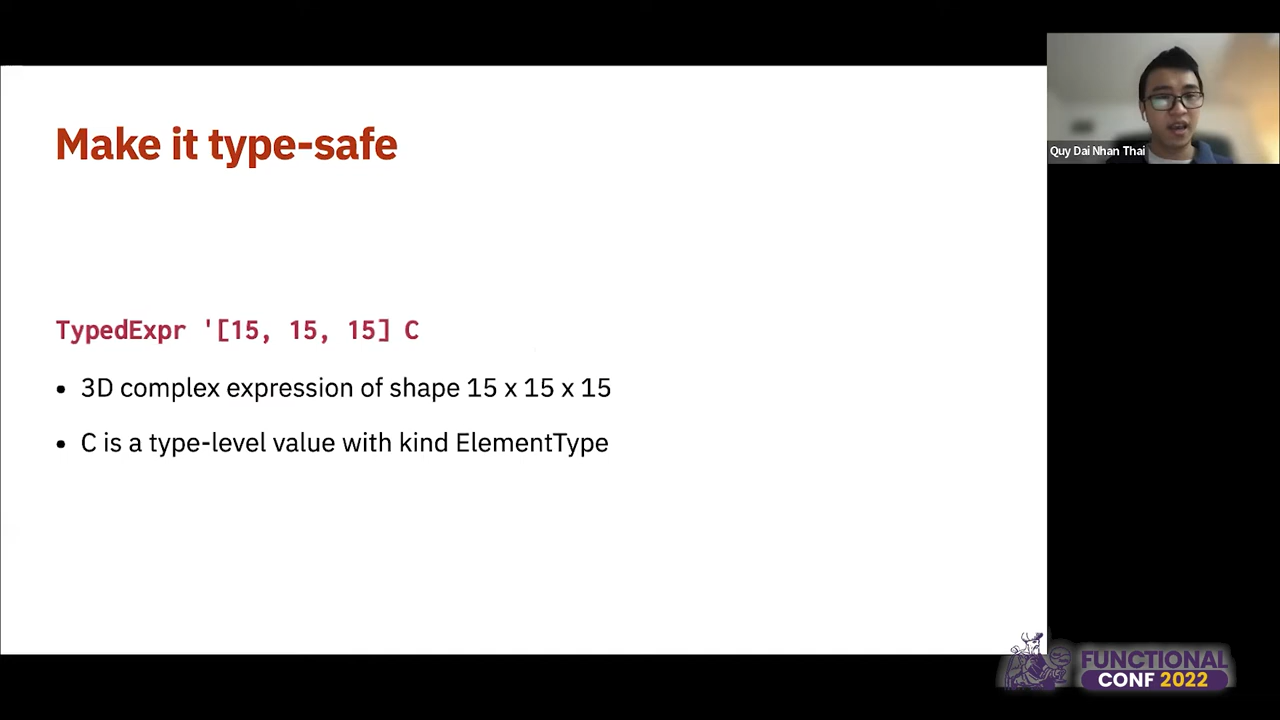 Make it type-safe
TypedExpr '[15, 15, 15] C
• 3D complex expression of shape 15 x 15 x 15
• C is a type-level value with kind ElementType
Quy Dai Nhan Thai
FUNCTIONAL
CONF 2022